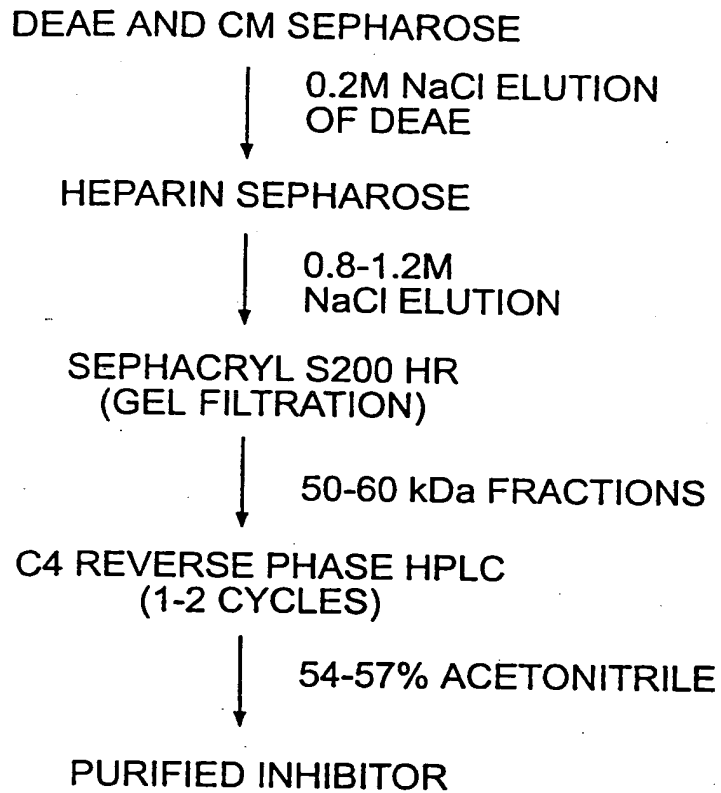 DEAE AND CM SEPHAROSE
0.2M NaCl ELUTION
OF DEAE
HEPARIN SEPHAROSE
0.8-1.2M
NaCl ELUTION
SEPHACRYL S200 HR
(GEL FILTRATION)
50-60 kDa FRACTIONS
C4 REVERSE PHASE HPLC
(1-2 CYCLES)
54-57% ACETONITRILE
PURIFIED INHIBITOR